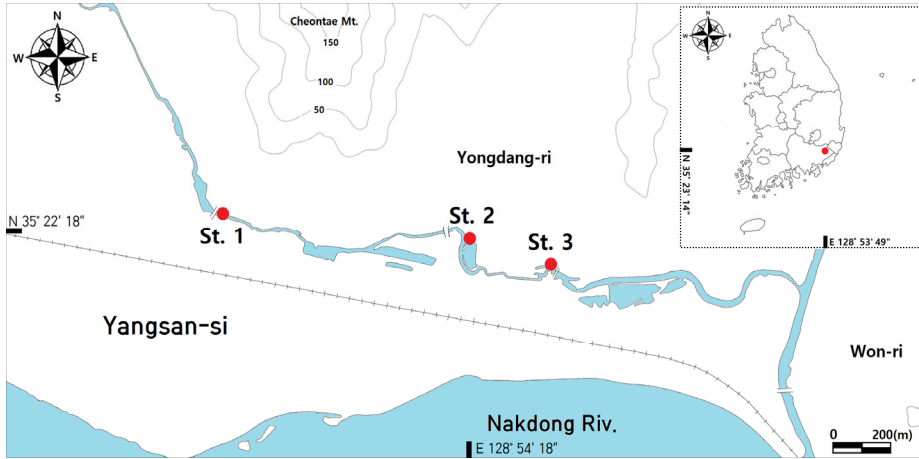 N
W E
S
Cheontae Mt.
150
100
50
Yongdang-ri
N
W E
S
N 35° 23' 14"
E 128° 53' 49"
N 35° 22' 18"
St. 1
St. 2
St. 3
Yangsan-si
Won-ri
Nakdong Riv.
0 200(m)
E 128° 54' 18"